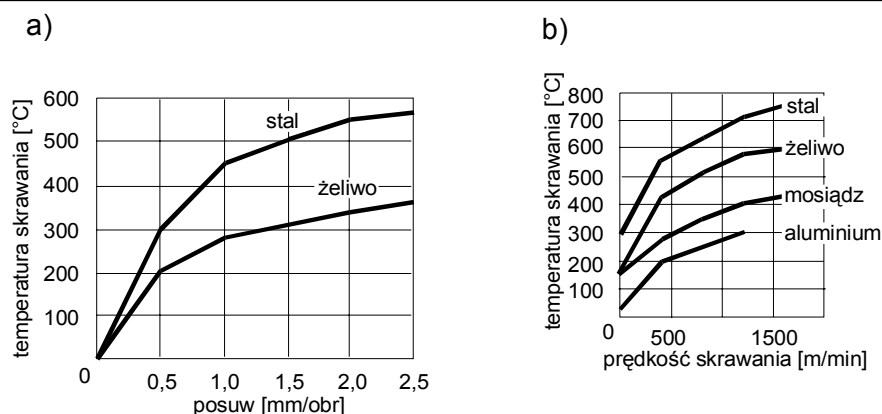 a)
temperatura skrawania [°C]
600
500
400
300
200
100
0
0,5 1,0 1,5 2,0 2,5
posuw [mm/obr]
stal
żeliwo
b)
temperatura skrawania [°C]
800
700
600
500
400
300
200
100
0
500 1500
prędkość skrawania [m/min]
stal
żeliwo
mosiądz
aluminium